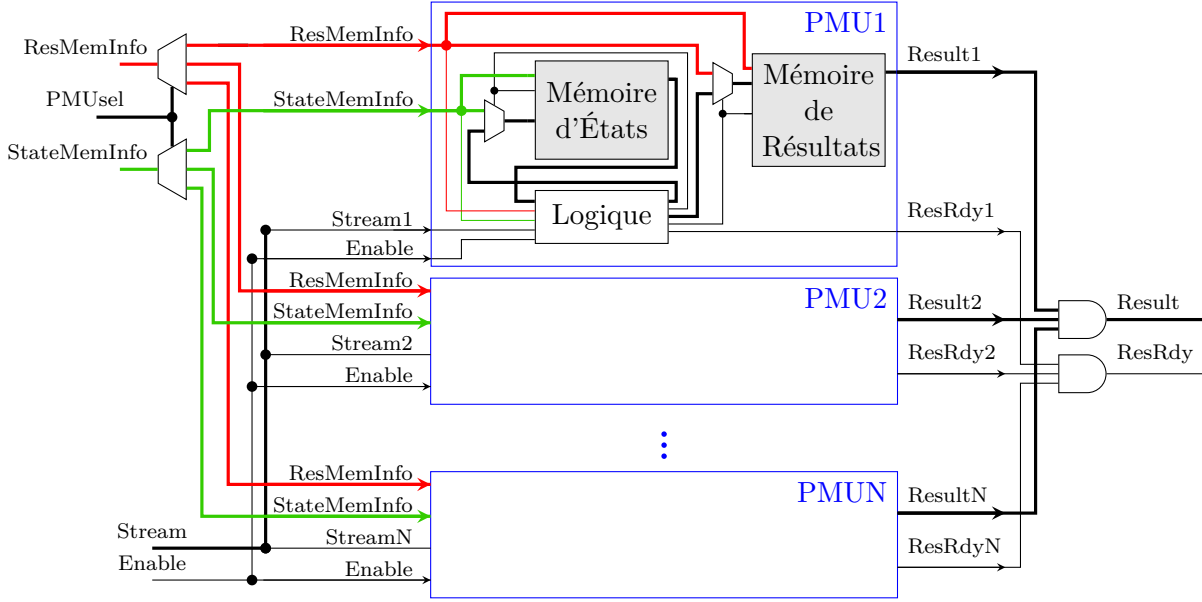 PMU1
ResMemInfo
ResMemInfo
Result1
Mémoire
de
Résultats
Mémoire
d'États
PMUsel
StateMemInfo
StateMemInfo
Logique
Stream1
ResRdy1
Enable
ResMemInfo
PMU2
StateMemInfo
Result2
Result
Stream2
ResRdy2
ResRdy
Enable
ResMemInfo
PMUN
StateMemInfo
ResultN
Stream
StreamN
ResRdyN
Enable
Enable